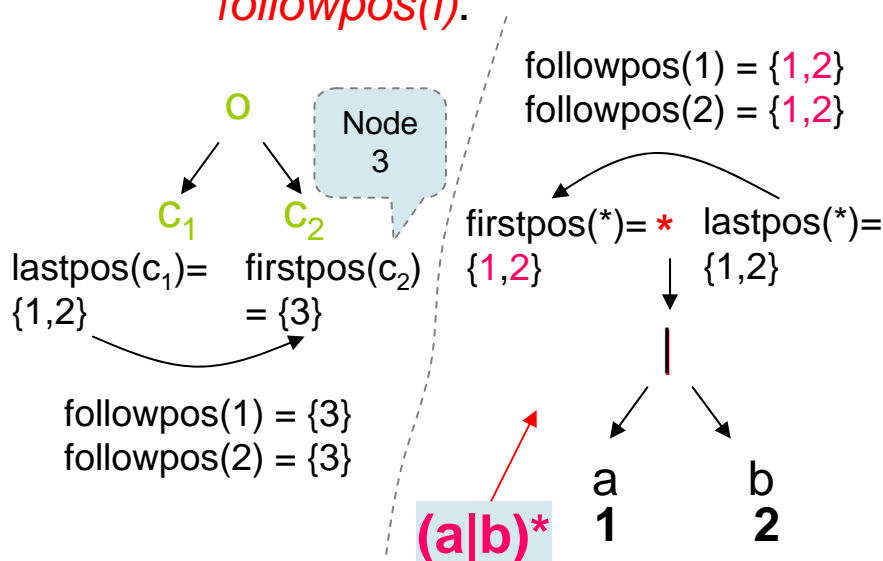 followpos(i).
o
Node
3
c1
c2
lastpos(c1)=
{1,2}
firstpos(c2)
= {3}
followpos(1) = {3}
followpos(2) = {3}
followpos(1) = {1,2}
followpos(2) = {1,2}
firstpos(*)= * lastpos(*)=
{1,2} {1,2}
|
a b
1 2
(a|b)*